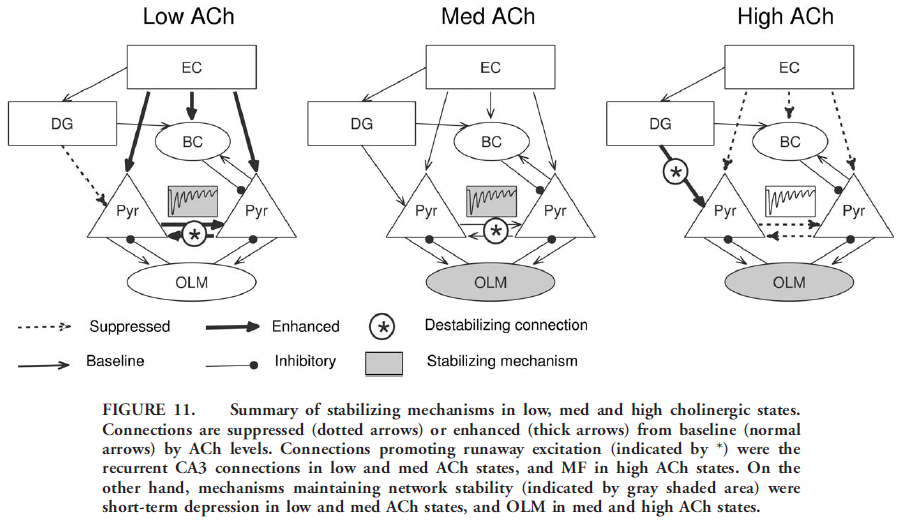 Low ACh
Med ACh
High ACh
EC
DG
BC
Pyr
*
Pyr
OLM
EC
DG
BC
Pyr
*
Pyr
OLM
EC
DG
BC
*
Pyr
Pyr
OLM
Suppressed
Enhanced
* Destabilizing connection
Baseline
Inhibitory
Stabilizing mechanism
FIGURE 11. Summary of stabilizing mechanisms in low, med and high cholinergic states.
Connections are suppressed (dotted arrows) or enhanced (thick arrows) from baseline (normal
arrows) by ACh levels. Connections promoting runaway excitation (indicated by *) were the
recurrent CA3 connections in low and med ACh states, and MF in high ACh states. On the
other hand, mechanisms maintaining network stability (indicated by gray shaded area) were
short-term depression in low and med ACh states, and OLM in med and high ACh states.